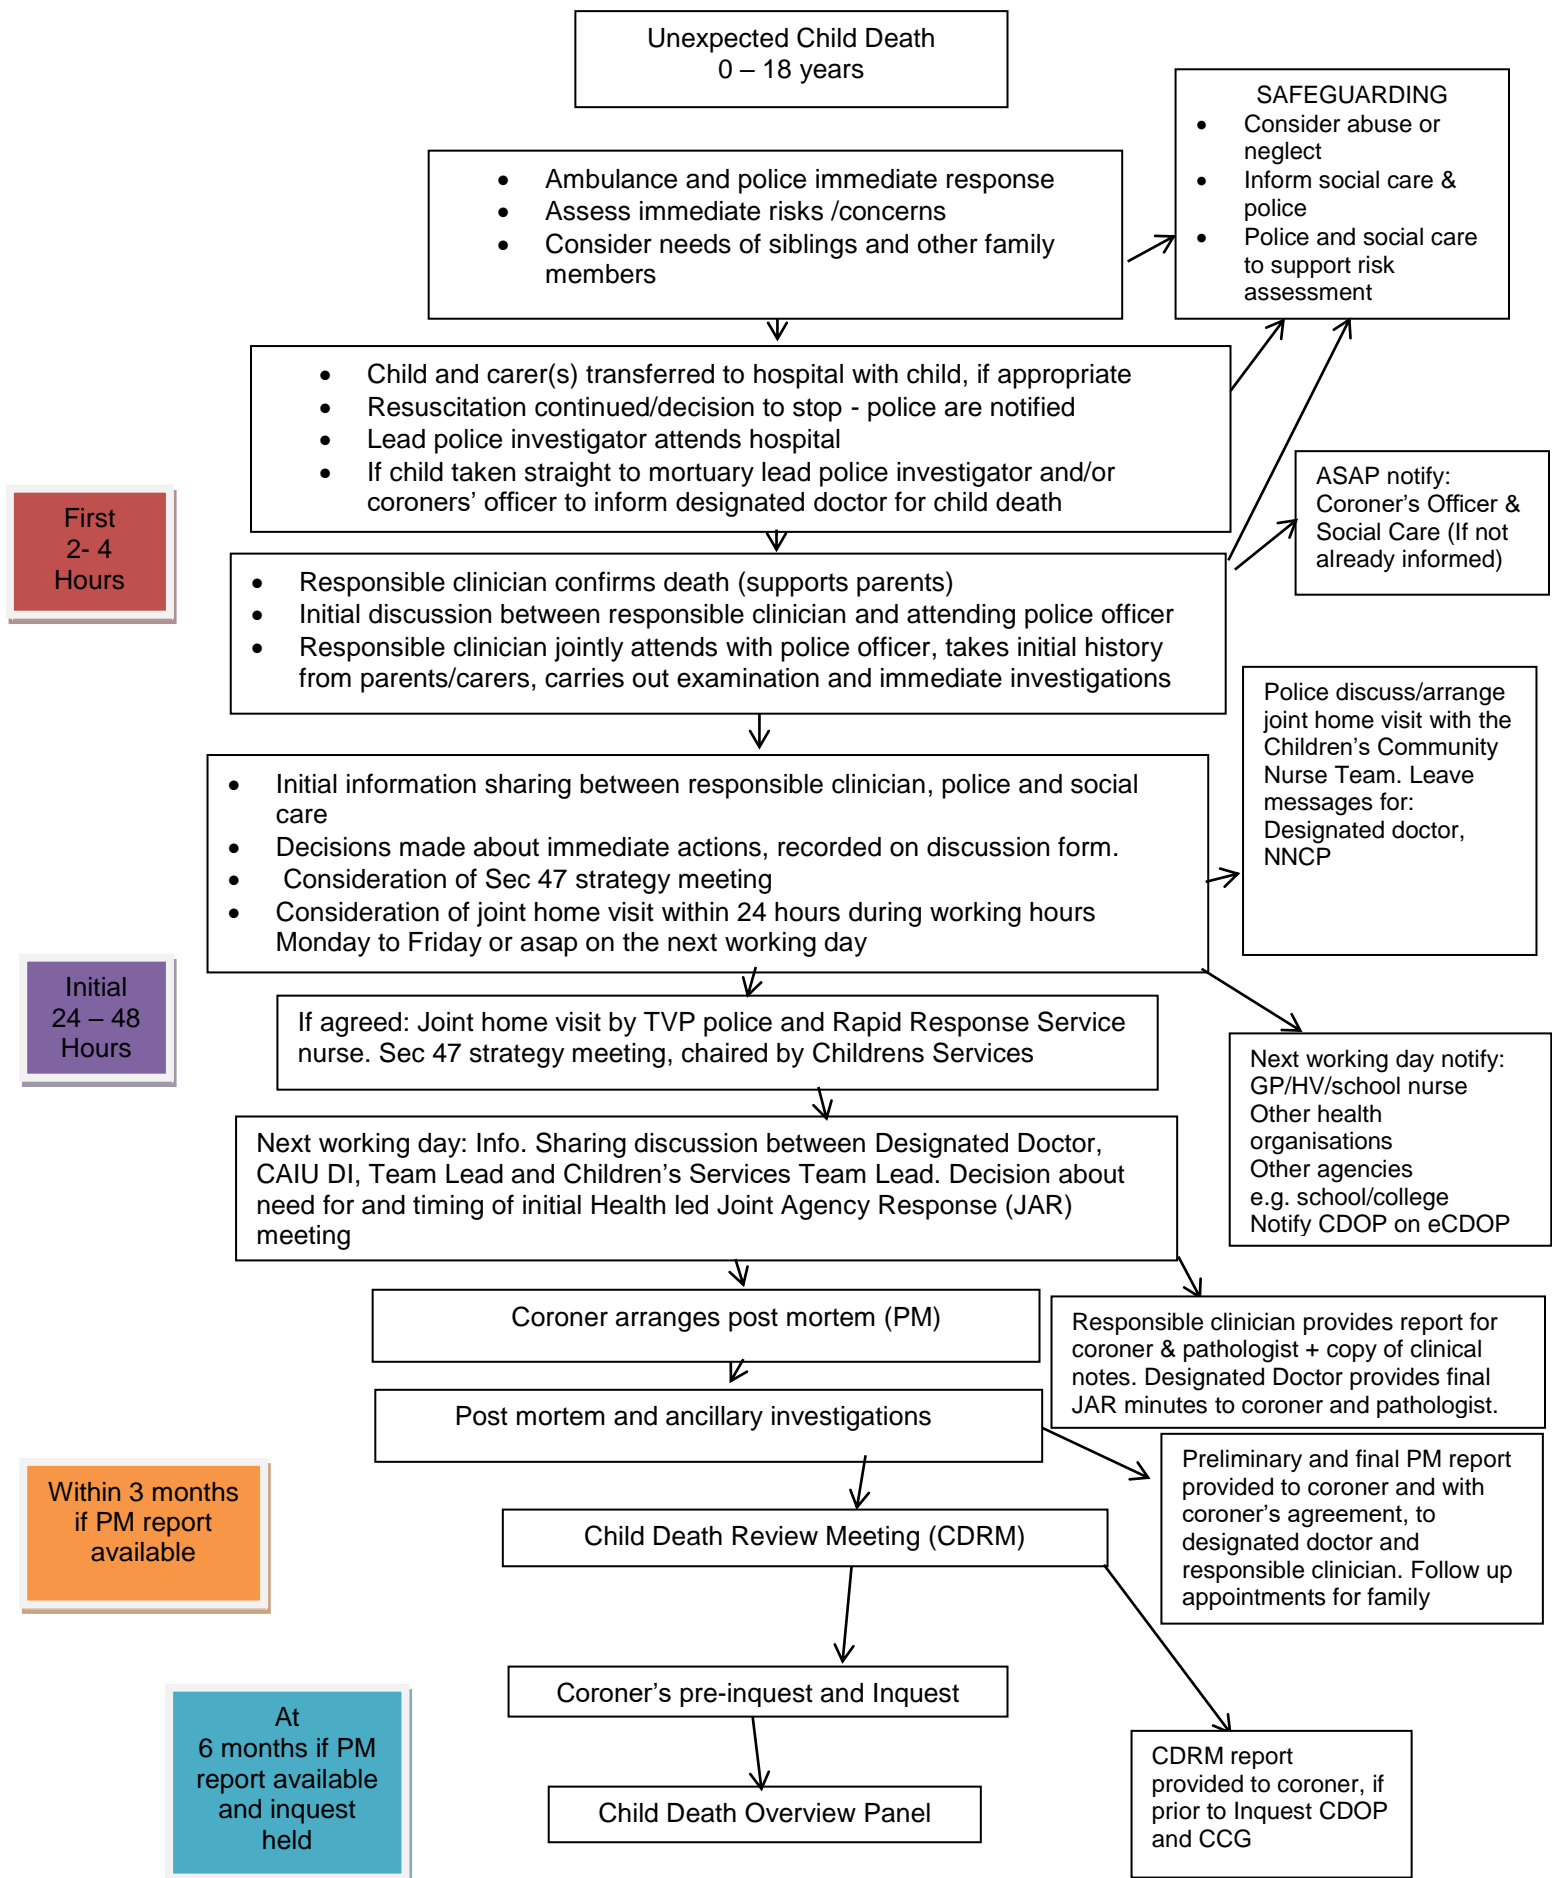 Unexpected Child Death
0 – 18 years
SAFEGUARDING
• Consider abuse or
neglect
• Inform social care &
police
• Police and social care
to support risk
assessment
• Ambulance and police immediate response
• Assess immediate risks /concerns
• Consider needs of siblings and other family
members
• Child and carer(s) transferred to hospital with child, if appropriate
• Resuscitation continued/decision to stop - police are notified
• Lead police investigator attends hospital
• If child taken straight to mortuary lead police investigator and/or
coroners’ officer to inform designated doctor for child death
ASAP notify:
Coroner’s Officer &
Social Care (If not
already informed)
First
2- 4
Hours
• Responsible clinician confirms death (supports parents)
• Initial discussion between responsible clinician and attending police officer
• Responsible clinician jointly attends with police officer, takes initial history
from parents/carers, carries out examination and immediate investigations
Police discuss/arrange
joint home visit with the
Children’s Community
Nurse Team. Leave
messages for:
Designated doctor,
NNCP
• Initial information sharing between responsible clinician, police and social
care
• Decisions made about immediate actions, recorded on discussion form.
• Consideration of Sec 47 strategy meeting
• Consideration of joint home visit within 24 hours during working hours
Monday to Friday or asap on the next working day
Initial
24 – 48
Hours
If agreed: Joint home visit by TVP police and Rapid Response Service
nurse. Sec 47 strategy meeting, chaired by Childrens Services
Next working day notify:
GP/HV/school nurse
Other health
organisations
Other agencies
e.g. school/college
Notify CDOP on eCDOP
Next working day: Info. Sharing discussion between Designated Doctor,
CAIU DI, Team Lead and Children’s Services Team Lead. Decision about
need for and timing of initial Health led Joint Agency Response (JAR)
meeting
Coroner arranges post mortem (PM)
Responsible clinician provides report for
coroner & pathologist + copy of clinical
notes. Designated Doctor provides final
JAR minutes to coroner and pathologist.
Post mortem and ancillary investigations
Preliminary and final PM report
provided to coroner and with
coroner’s agreement, to
designated doctor and
responsible clinician. Follow up
appointments for family
Within 3 months
if PM report
available
Child Death Review Meeting (CDRM)
Coroner’s pre-inquest and Inquest
At
6 months if PM
report available
and inquest
held
CDRM report
provided to coroner, if
prior to Inquest CDOP
and CCG
Child Death Overview Panel